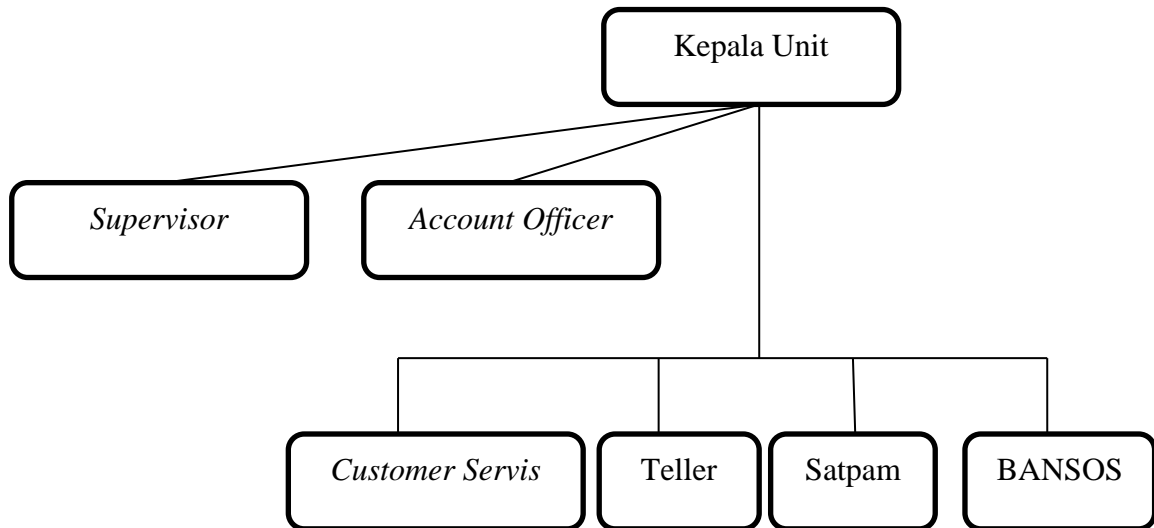 Kepala Unit
Supervisor
Account Officer
Customer Servis
Teller
Satpam
BANSOS